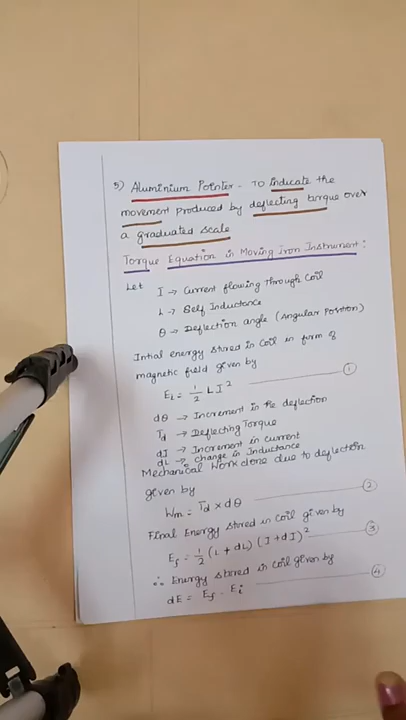 5) Aluminium Pointer - To indicate the
movement produced by deflecting torque over
a graduated scale
Torque Equation in Moving Iron Instrument:
Let I → Current flowing through coil
L → Self Inductance
θ → Deflection angle (Angular Position)
Intial energy stored in coil in form of
magnetic field given by
Ei = 1/2 L I² ——— ①
dθ → Increment in the deflection
Td → Deflecting Torque
dI → Increment in current
dL → change in Inductance
Mechanical Work done due to deflection
given by
Wm = Td × dθ ——— ②
Final Energy stored in coil given by
Ef = 1/2 (L + dL) (I + dI)² ——— ③
∴ Energy stored in coil given by
dE = Ef - Ei ——— ④